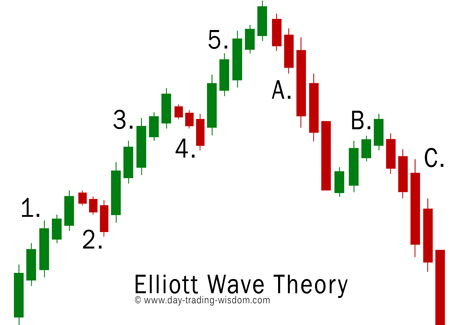 1.
2.
3.
4.
5.
A.
B.
C.
Elliott Wave Theory
© www.day-trading-wisdom.com